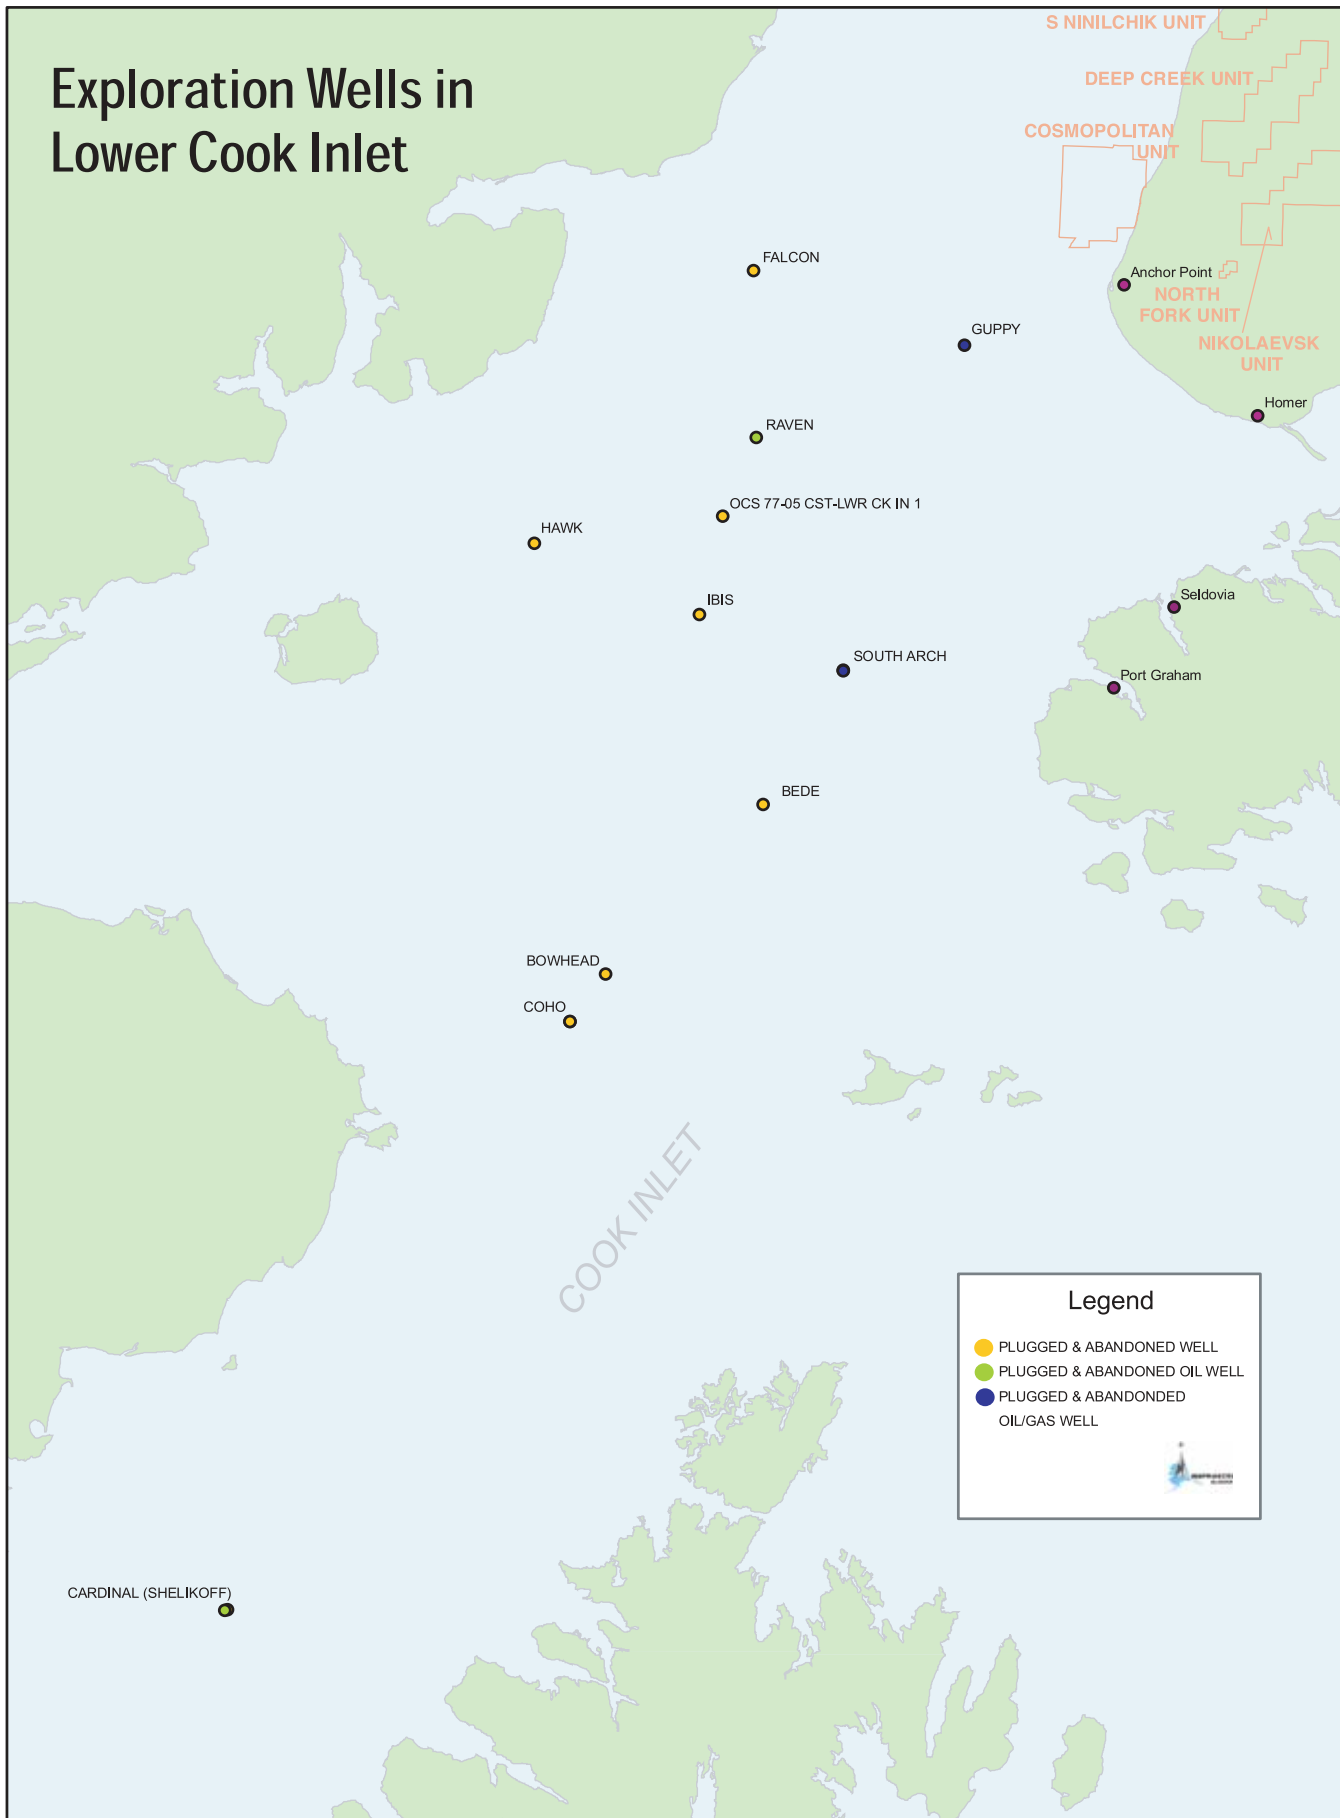 Exploration Wells in
Lower Cook Inlet
S NINILCHIK UNIT
DEEP CREEK UNIT
COSMOPOLITAN
UNIT
FALCON
Anchor Point
NORTH
FORK UNIT
GUPPY
NIKOLAEVSK
UNIT
Homer
RAVEN
OCS 77-05 CST-LWR CK IN 1
HAWK
IBIS
Seldovia
SOUTH ARCH
Port Graham
BEDE
BOWHEAD
COHO
COOK INLET
Legend
PLUGGED & ABANDONED WELL
PLUGGED & ABANDONED OIL WELL
PLUGGED & ABANDONDED
OIL/GAS WELL
CARDINAL (SHELIKOFF)